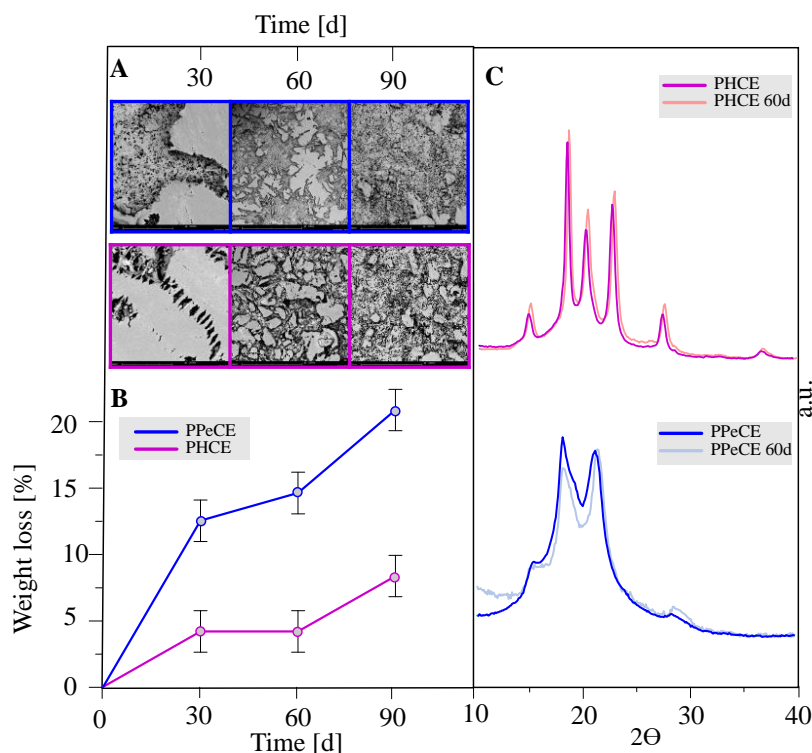 Time [d]
30 60 90
A
C
PHCE
PHCE 60d
B
20
15
10
5
0
Weight loss [%]
PPeCE
PHCE
PPeCE
PPeCE 60d
a.u.
0 30 60 90
Time [d]
10 20 30 40
2Θ